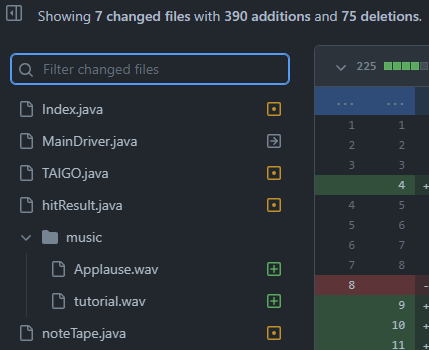 Showing 7 changed files with 390 additions and 75 deletions.
Filter changed files
225
... ...
Index.java
1 1
MainDriver.java
2 2
3 3
TAIGO.java
4 +
hitResult.java
4 5
5 6
music
6 7
7 8
Applause.wav
8 -
tutorial.wav
9 +
10 +
noteTape.java
11 +